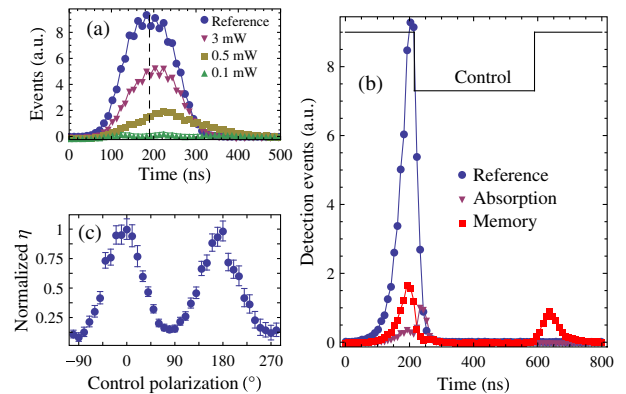 (a)
Reference
3 mW
0.5 mW
0.1 mW
Events (a.u.)
8
6
4
2
0
0 100 200 300 400 500
Time (ns)
(c)
Normalized η
1
0.75
0.5
0.25
−90 0 90 180 270
Control polarization (°)
(b)
Control
Reference
Absorption
Memory
Detection events (a.u.)
8
6
4
2
0
0 200 400 600 800
Time (ns)